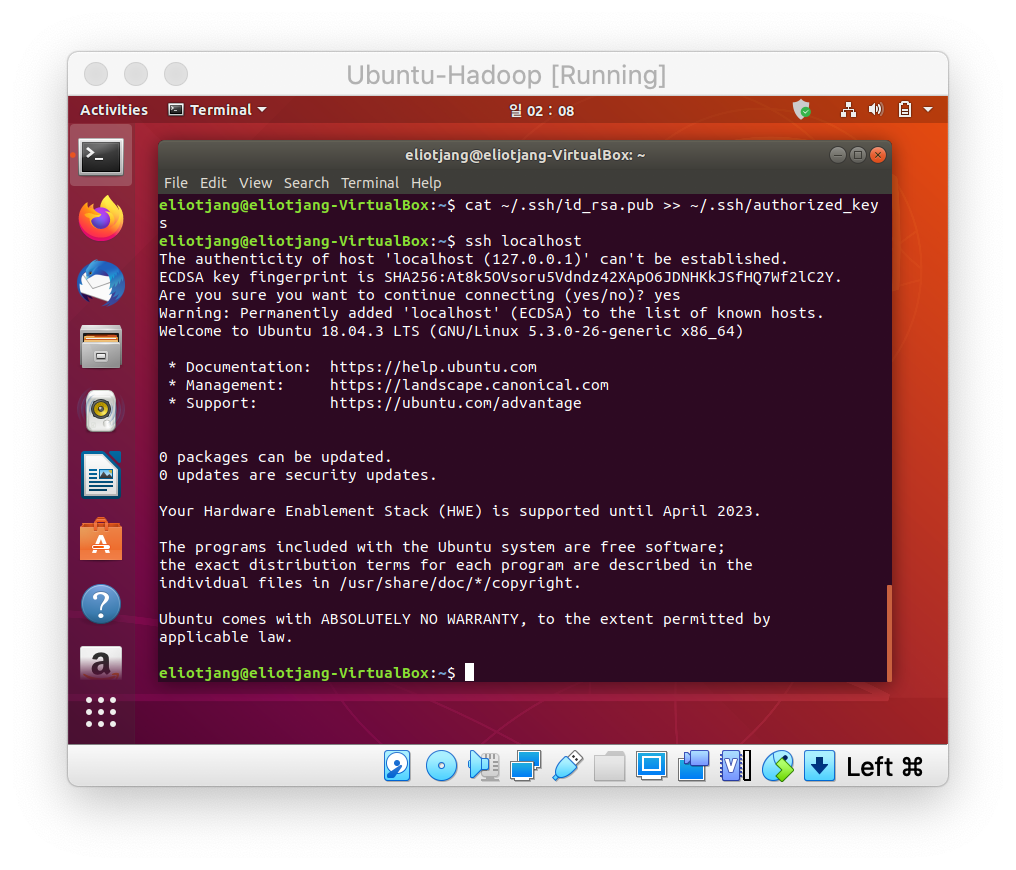 Ubuntu-Hadoop [Running]
Activities Terminal 일 02 : 08
eliotjang@eliotjang-VirtualBox: ~
File Edit View Search Terminal Help
eliotjang@eliotjang-VirtualBox:~$ cat ~/.ssh/id_rsa.pub >> ~/.ssh/authorized_key
s
eliotjang@eliotjang-VirtualBox:~$ ssh localhost
The authenticity of host 'localhost (127.0.0.1)' can't be established.
ECDSA key fingerprint is SHA256:At8k5OVsoru5Vdndz42XApO6JDNHKkJSfHQ7Wf2lC2Y.
Are you sure you want to continue connecting (yes/no)? yes
Warning: Permanently added 'localhost' (ECDSA) to the list of known hosts.
Welcome to Ubuntu 18.04.3 LTS (GNU/Linux 5.3.0-26-generic x86_64)
* Documentation: https://help.ubuntu.com
* Management: https://landscape.canonical.com
* Support: https://ubuntu.com/advantage
0 packages can be updated.
0 updates are security updates.
Your Hardware Enablement Stack (HWE) is supported until April 2023.
The programs included with the Ubuntu system are free software;
the exact distribution terms for each program are described in the
individual files in /usr/share/doc/*/copyright.
Ubuntu comes with ABSOLUTELY NO WARRANTY, to the extent permitted by
applicable law.
eliotjang@eliotjang-VirtualBox:~$
Left ⌘